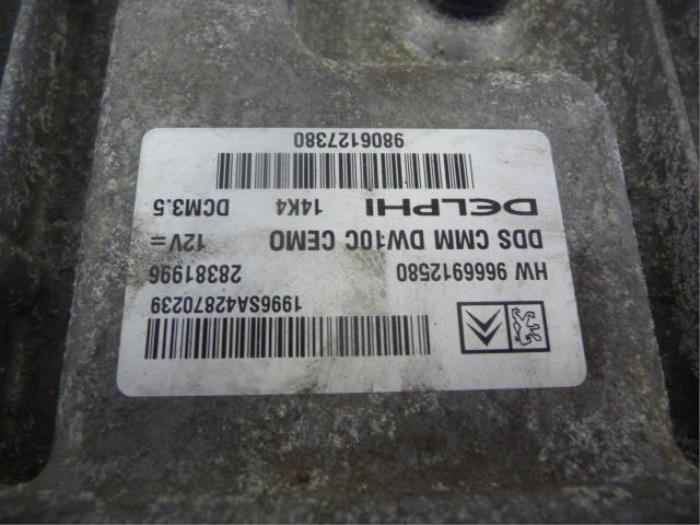 1996SA42870239
HW 9666912580 28381996
DDS CMM DW10C CEMO 12V=
DELPHI 14K4 DCM3.5
9806127380